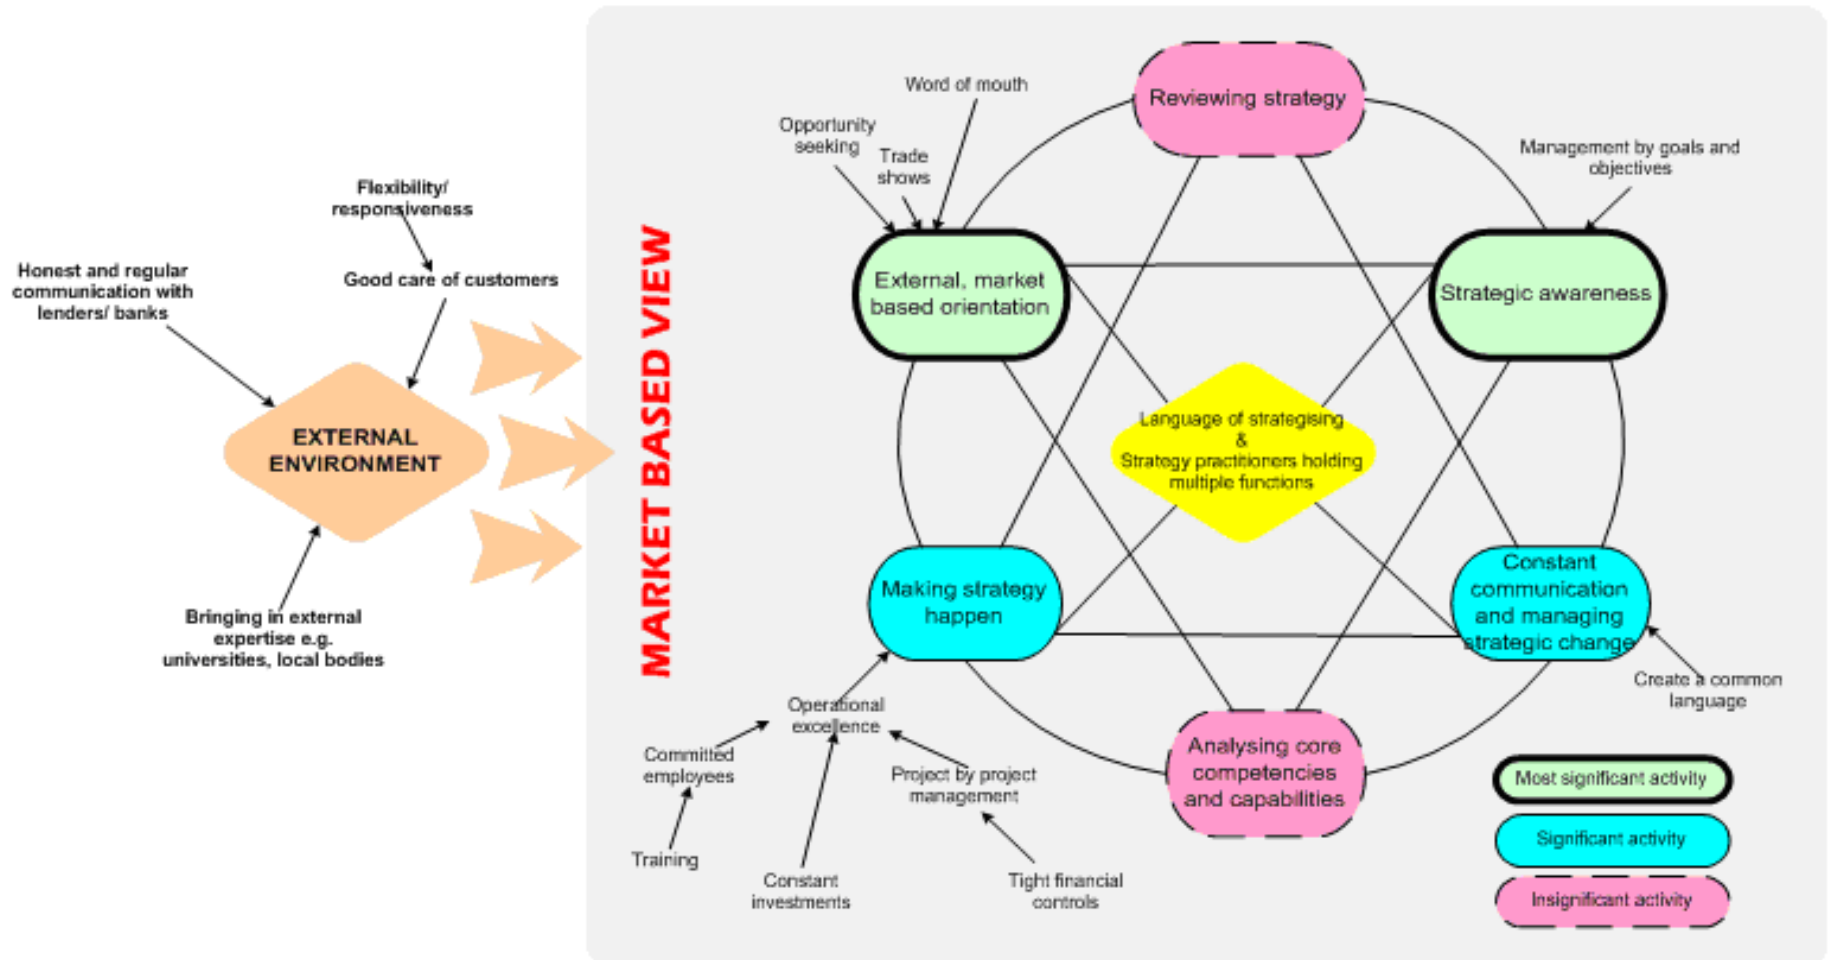 Flexibility/
responsiveness
Honest and regular
communication with
lenders/ banks
Good care of customers
EXTERNAL
ENVIRONMENT
Bringing in external
expertise e.g.
universities, local bodies
MARKET BASED VIEW
Word of mouth
Opportunity
seeking
Trade
shows
Reviewing strategy
Management by goals and
objectives
External, market
based orientation
Strategic awareness
Language of strategising
&
Strategy practitioners holding
multiple functions
Making strategy
happen
Constant
communication
and managing
strategic change
Create a common
language
Operational
excellence
Committed
employees
Project by project
management
Training
Constant
investments
Tight financial
controls
Analysing core
competencies
and capabilities
Most significant activity
Significant activity
Insignificant activity